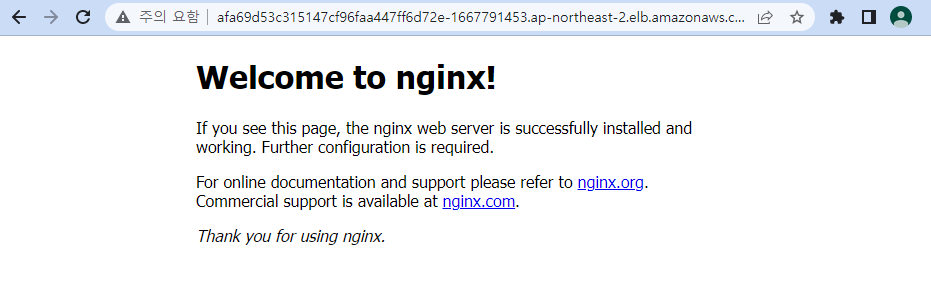 주의 요함 afa69d53c315147cf96faa447ff6d72e-1667791453.ap-northeast-2.elb.amazonaws.c...
Welcome to nginx!
If you see this page, the nginx web server is successfully installed and
working. Further configuration is required.
For online documentation and support please refer to nginx.org.
Commercial support is available at nginx.com.
Thank you for using nginx.